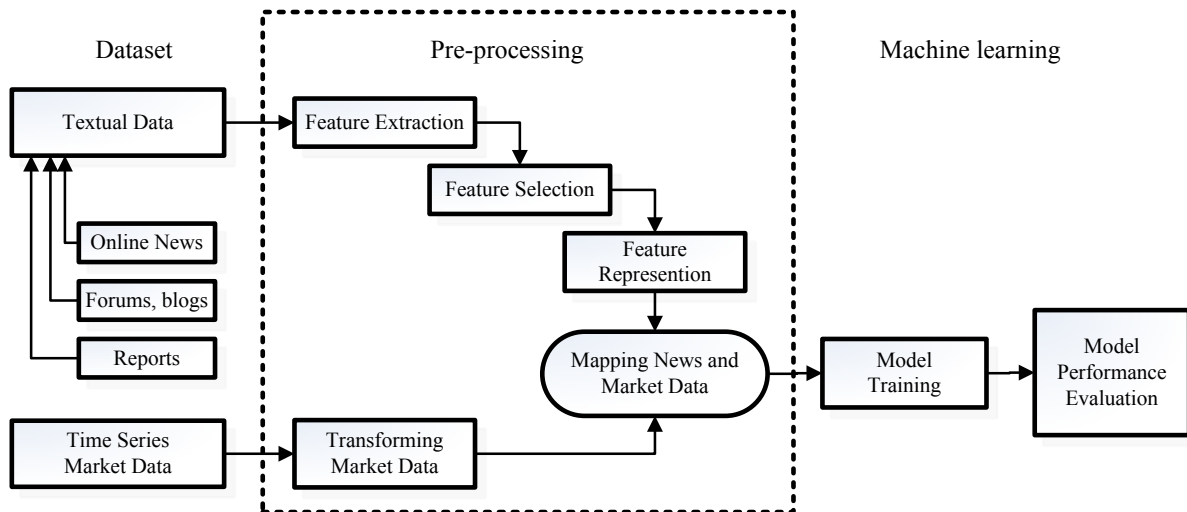 Dataset
Pre-processing
Machine learning
Textual Data
Feature Extraction
Feature Selection
Online News
Feature
Represention
Forums, blogs
Reports
Mapping News and
Market Data
Model
Training
Model
Performance
Evaluation
Time Series
Market Data
Transforming
Market Data